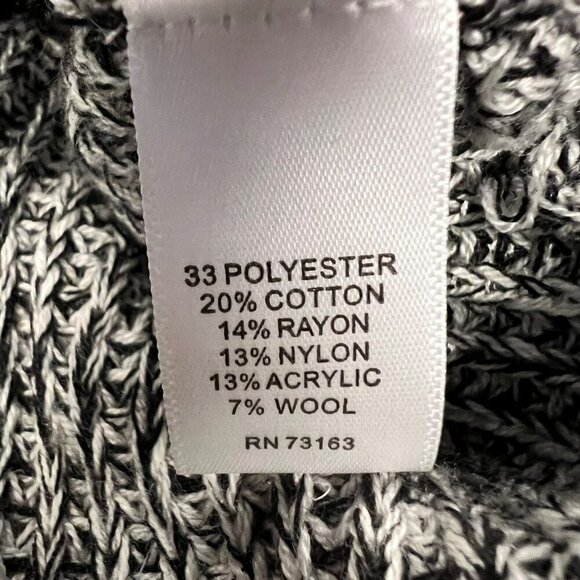 33 POLYESTER
20% COTTON
14% RAYON
13% NYLON
13% ACRYLIC
7% WOOL
RN 73163